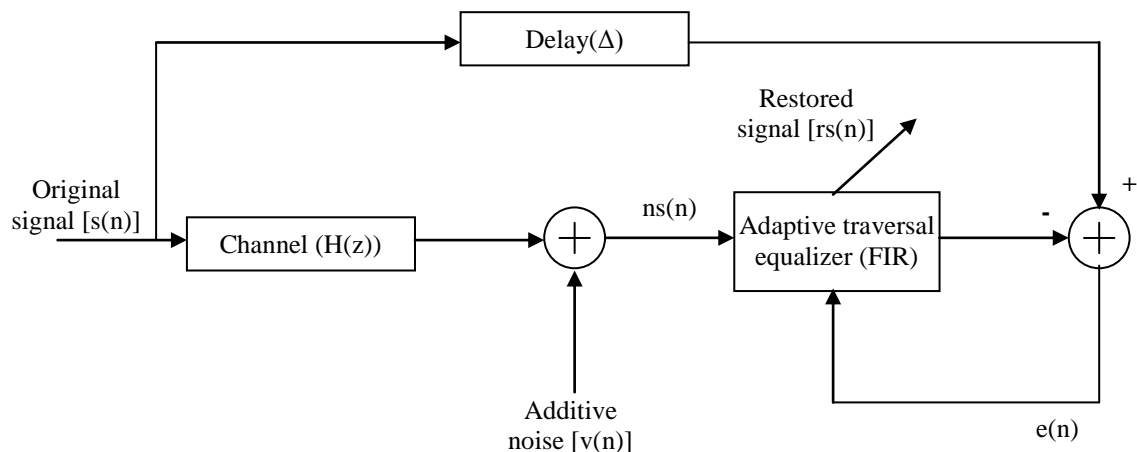 Delay(Δ)
Restored
signal [rs(n)]
+
Original
signal [s(n)]
ns(n)
-
Channel (H(z))
Adaptive traversal
equalizer (FIR)
Additive
noise [v(n)]
e(n)